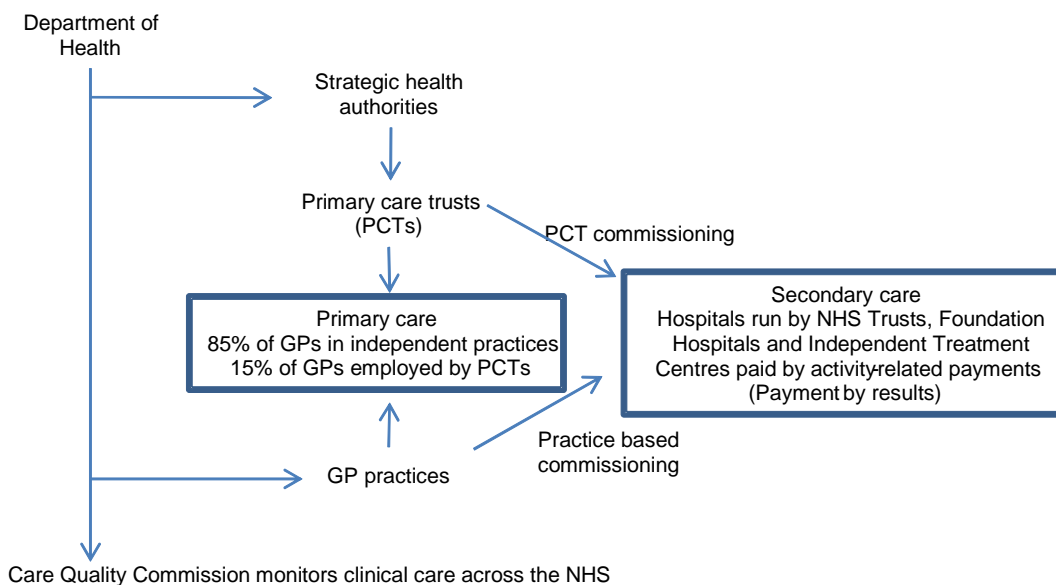 Department of
Health
Strategic health
authorities
Primary care trusts
(PCTs)
PCT commissioning
Primary care
85% of GPs in independent practices
15% of GPs employed by PCTs
Secondary care
Hospitals run by NHS Trusts, Foundation
Hospitals and Independent Treatment
Centres paid by activity-related payments
(Payment by results)
Practice based
commissioning
GP practices
Care Quality Commission monitors clinical care across the NHS